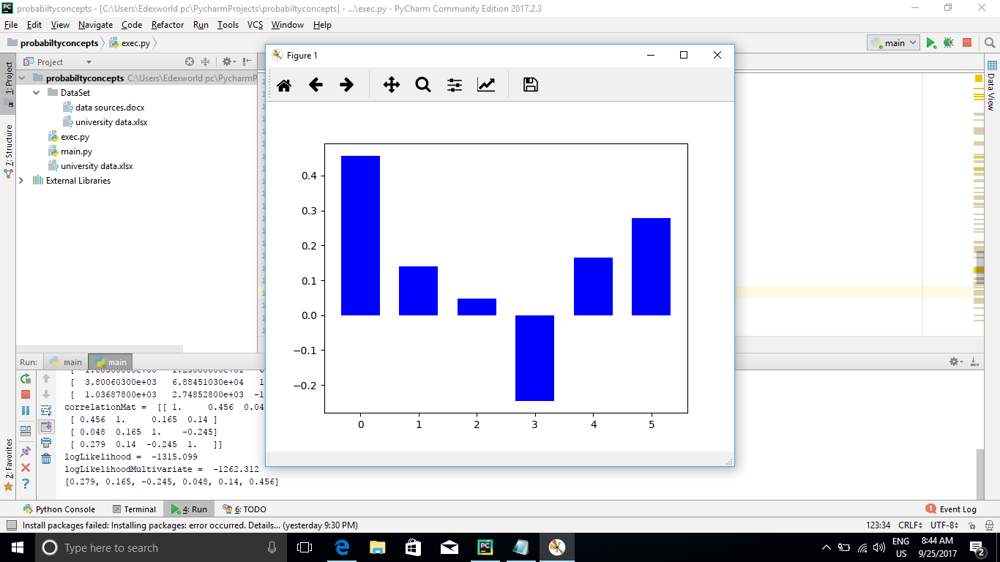 probabiltyconcepts - [C:\Users\Edexworld pc\PycharmProjects\probabiltyconcepts] - ...\exec.py - PyCharm Community Edition 2017.2.3
File Edit View Navigate Code Refactor Run Tools VCS Window Help
probabiltyconcepts exec.py main
Project
probabiltyconcepts C:\Users\Edexworld pc\PycharmP
DataSet
data sources.docx
university data.xlsx
exec.py
main.py
university data.xlsx
External Libraries
1: Project
7: Structure
2: Favorites
Data View
Figure 1
0.4
0.3
0.2
0.1
0.0
−0.1
−0.2
0 1 2 3 4 5
Run: main main
[ 3.80060300e+03 6.88451030e+04 1
[ 1.03687800e+03 2.74852800e+03 -1
correlationMat = [[ 1. 0.456 0.04
[ 0.456 1. 0.165 0.14 ]
[ 0.048 0.165 1. -0.245]
[ 0.279 0.14 -0.245 1. ]]
logLikelihood = -1315.099
logLikelihoodMultivariate = -1262.312
[0.279, 0.165, -0.245, 0.048, 0.14, 0.456]
Python Console Terminal 4: Run 6: TODO 1 Event Log
Install packages failed: Installing packages: error occurred. Details... (yesterday 9:30 PM) 123:34 CRLF UTF-8
Type here to search
ENG
US
8:44 AM
9/25/2017
2